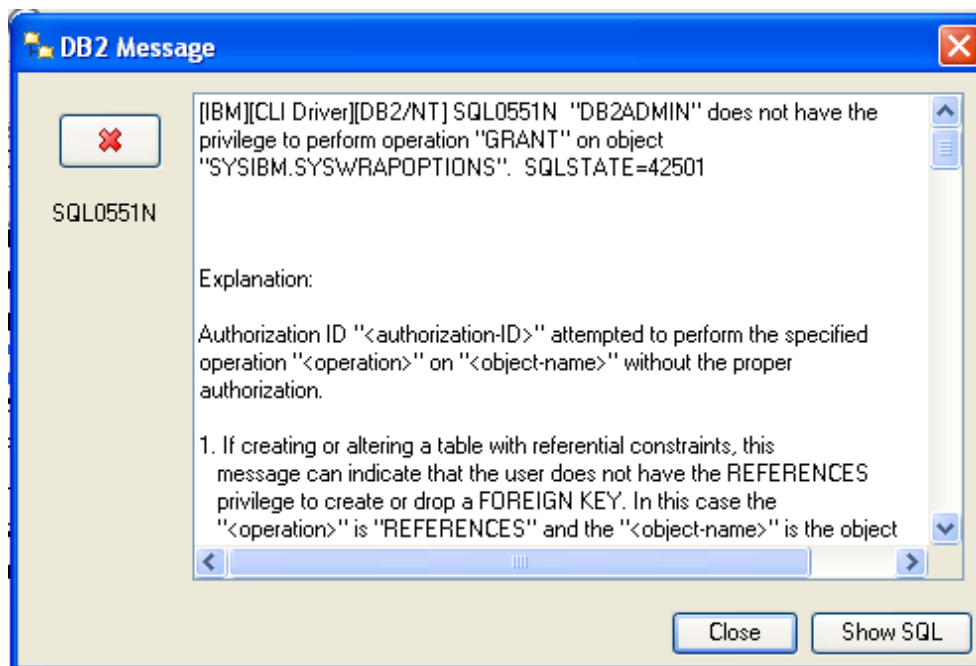 DB2 Message
[IBM][CLI Driver][DB2/NT] SQL0551N  "DB2ADMIN" does not have the
privilege to perform operation "GRANT" on object
"SYSIBM.SYSWRAPOPTIONS".  SQLSTATE=42501
SQL0551N
Explanation:
Authorization ID "<authorization-ID>" attempted to perform the specified
operation "<operation>" on "<object-name>" without the proper
authorization.
1. If creating or altering a table with referential constraints, this
message can indicate that the user does not have the REFERENCES
privilege to create or drop a FOREIGN KEY. In this case the
"<operation>" is "REFERENCES" and the "<object-name>" is the object
Close
Show SQL